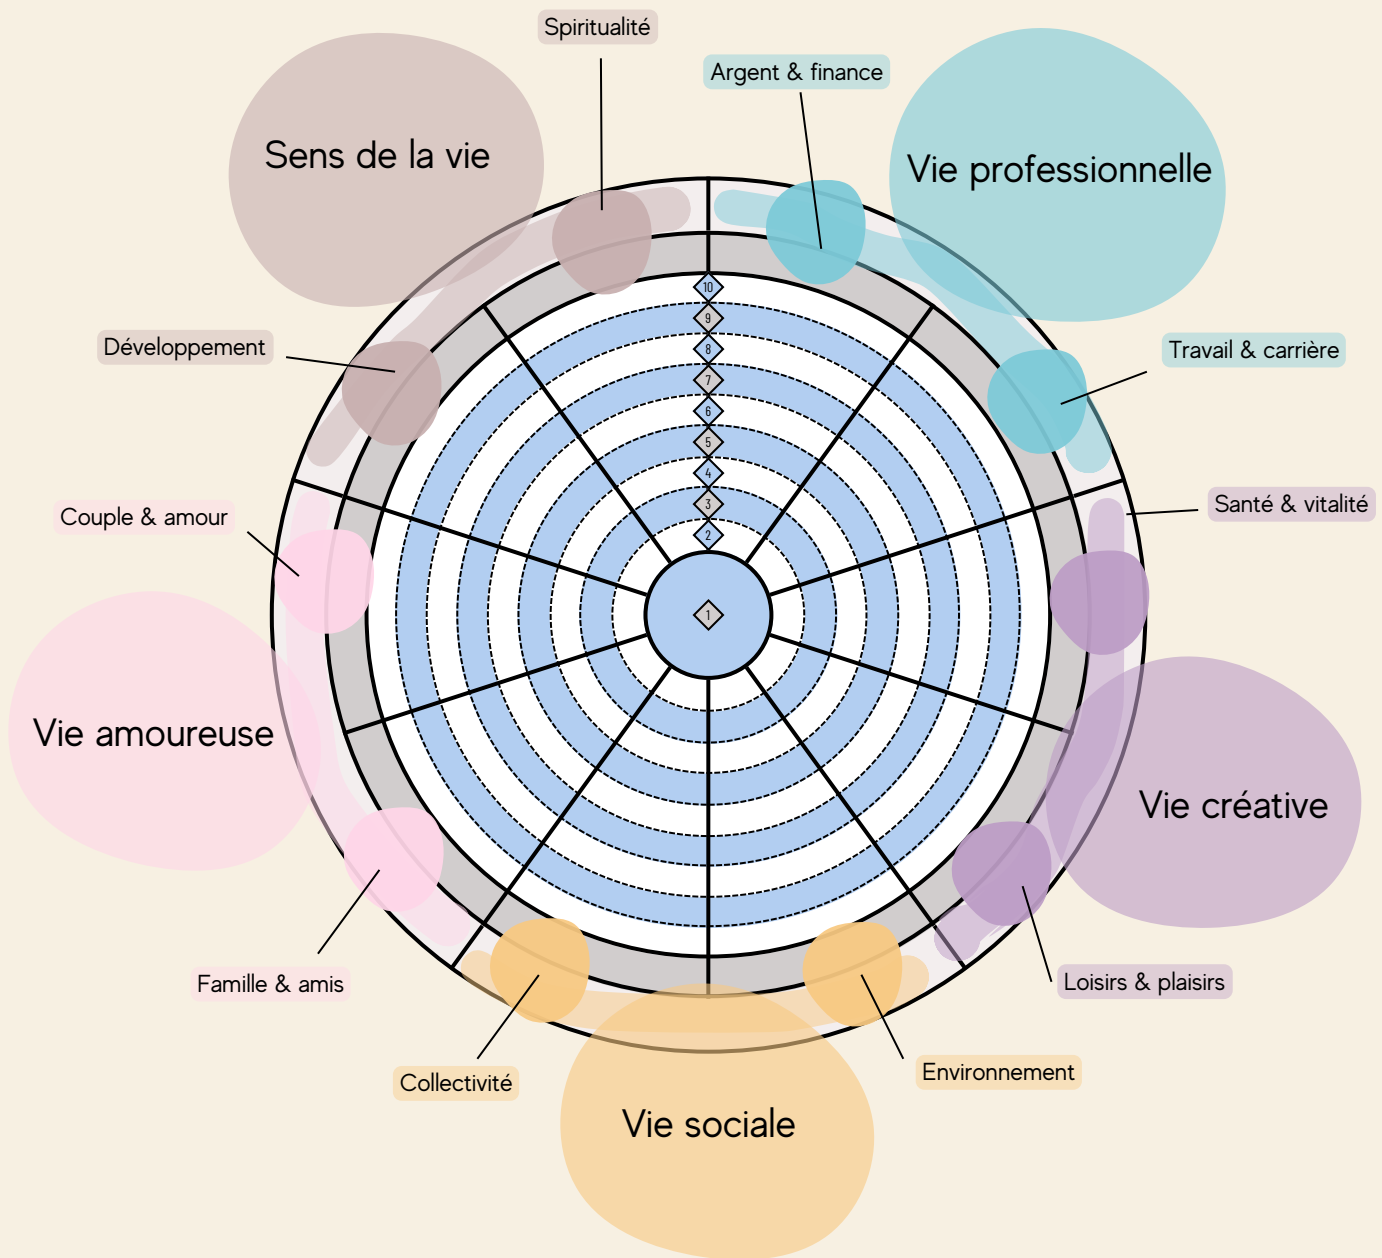 Spiritualité
Argent & finance
Sens de la vie
Vie professionnelle
10
9
8
7
6
5
4
3
2
1
Développement
Travail & carrière
Couple & amour
Santé & vitalité
Vie amoureuse
Vie créative
Famille & amis
Loisirs & plaisirs
Collectivité
Environnement
Vie sociale